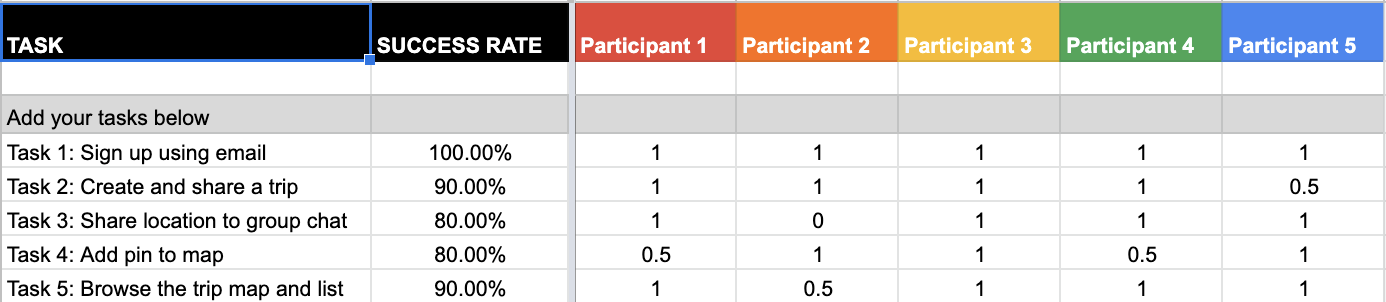 TASK SUCCESS RATE Participant 1 Participant 2 Participant 3 Participant 4 Participant 5
Add your tasks below
Task 1: Sign up using email 100.00% 1 1 1 1 1
Task 2: Create and share a trip 90.00% 1 1 1 1 0.5
Task 3: Share location to group chat 80.00% 1 0 1 1 1
Task 4: Add pin to map 80.00% 0.5 1 1 0.5 1
Task 5: Browse the trip map and list 90.00% 1 0.5 1 1 1